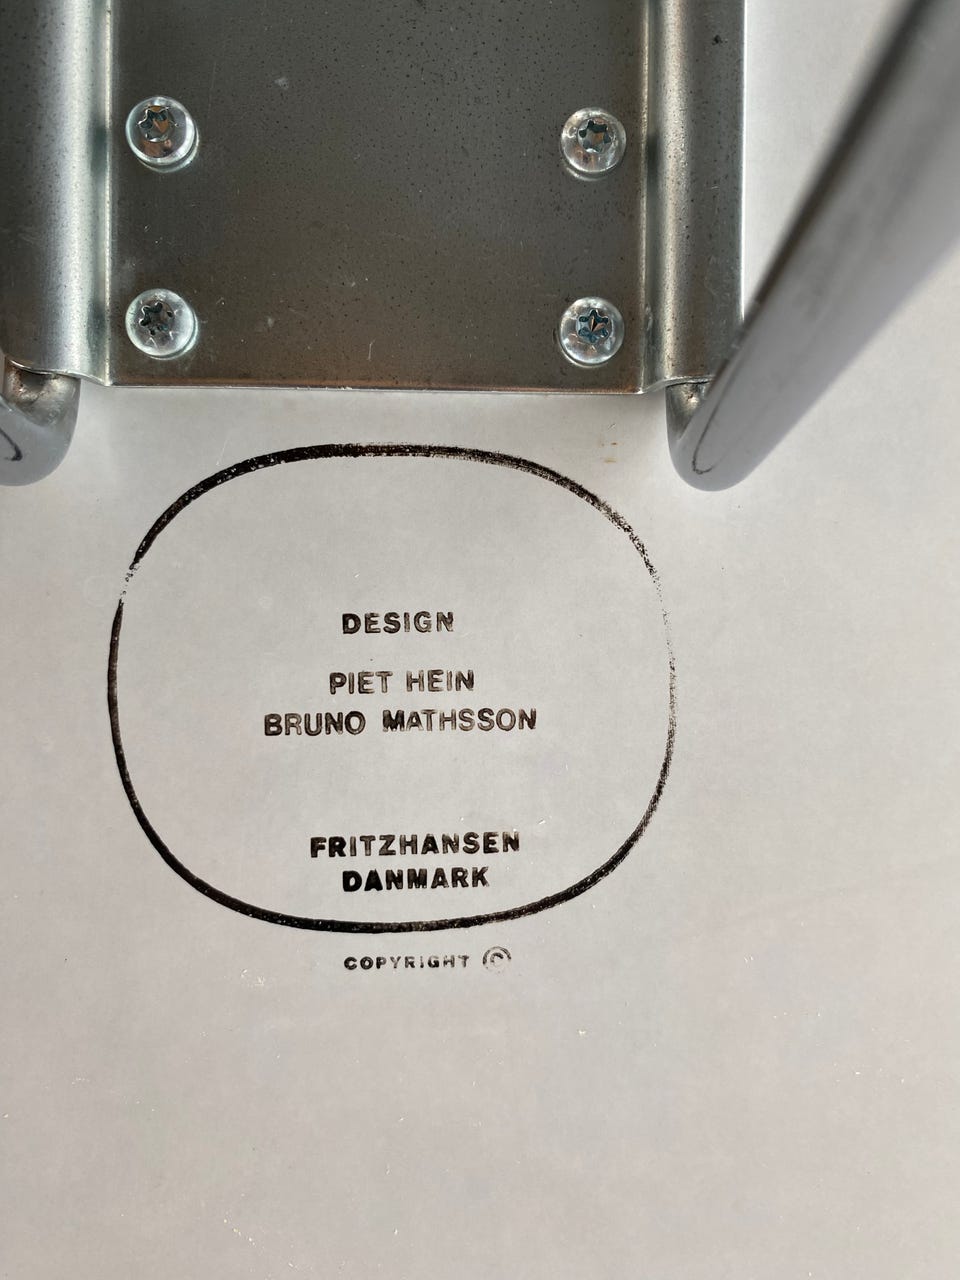 DESIGN
PIET HEIN
BRUNO MATHSSON
FRITZHANSEN
DANMARK
COPYRIGHT ©